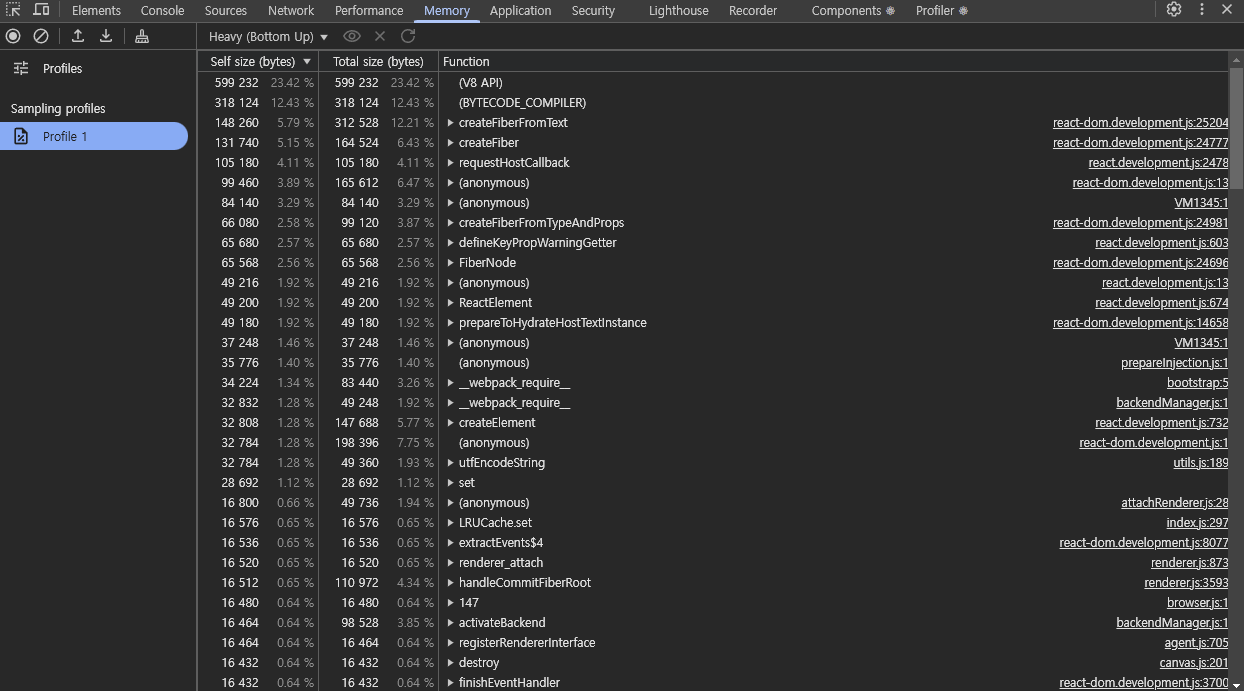 Elements Console Sources Network Performance Memory Application Security Lighthouse Recorder Components Profiler
Heavy (Bottom Up)
Profiles
Sampling profiles
Profile 1
Self size (bytes) Total size (bytes) Function
599 232 23.42 % 599 232 23.42 % (V8 API)
318 124 12.43 % 318 124 12.43 % (BYTECODE_COMPILER)
148 260 5.79 % 312 528 12.21 % createFiberFromText react-dom.development.js:25204
131 740 5.15 % 164 524 6.43 % createFiber react-dom.development.js:24777
105 180 4.11 % 105 180 4.11 % requestHostCallback react.development.js:2478
99 460 3.89 % 165 612 6.47 % (anonymous) react-dom.development.js:13
84 140 3.29 % 84 140 3.29 % (anonymous) VM1345:1
66 080 2.58 % 99 120 3.87 % createFiberFromTypeAndProps react-dom.development.js:24981
65 680 2.57 % 65 680 2.57 % defineKeyPropWarningGetter react.development.js:603
65 568 2.56 % 65 568 2.56 % FiberNode react-dom.development.js:24696
49 216 1.92 % 49 216 1.92 % (anonymous) react.development.js:13
49 200 1.92 % 49 200 1.92 % ReactElement react.development.js:674
49 180 1.92 % 49 180 1.92 % prepareToHydrateHostTextInstance react-dom.development.js:14658
37 248 1.46 % 37 248 1.46 % (anonymous) VM1345:1
35 776 1.40 % 35 776 1.40 % (anonymous) prepareInjection.js:1
34 224 1.34 % 83 440 3.26 % __webpack_require__ bootstrap:5
32 832 1.28 % 49 248 1.92 % __webpack_require__ backendManager.js:1
32 808 1.28 % 147 688 5.77 % createElement react.development.js:732
32 784 1.28 % 198 396 7.75 % (anonymous) react-dom.development.js:1
32 784 1.28 % 49 360 1.93 % utfEncodeString utils.js:189
28 692 1.12 % 28 692 1.12 % set
16 800 0.66 % 49 736 1.94 % (anonymous) attachRenderer.js:28
16 576 0.65 % 16 576 0.65 % LRUCache.set index.js:297
16 536 0.65 % 16 536 0.65 % extractEvents$4 react-dom.development.js:8077
16 520 0.65 % 16 520 0.65 % renderer_attach renderer.js:873
16 512 0.65 % 110 972 4.34 % handleCommitFiberRoot renderer.js:3593
16 480 0.64 % 16 480 0.64 % 147 browser.js:1
16 464 0.64 % 98 528 3.85 % activateBackend backendManager.js:1
16 464 0.64 % 16 464 0.64 % registerRendererInterface agent.js:705
16 432 0.64 % 16 432 0.64 % destroy canvas.js:201
16 432 0.64 % 16 432 0.64 % finishEventHandler react-dom.development.js:3700